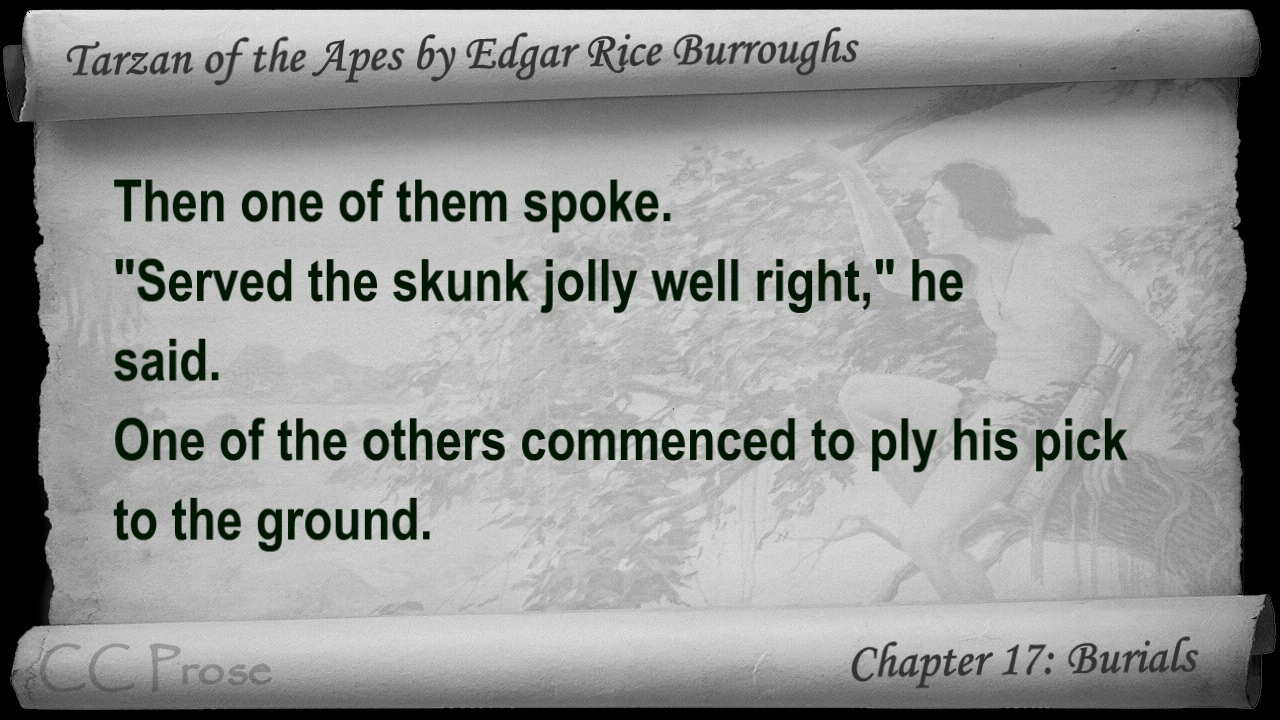 Tarzan of the Apes by Edgar Rice Burroughs
Then one of them spoke.
"Served the skunk jolly well right," he
said.
One of the others commenced to ply his pick
to the ground.
CC Prose
Chapter 17: Burials